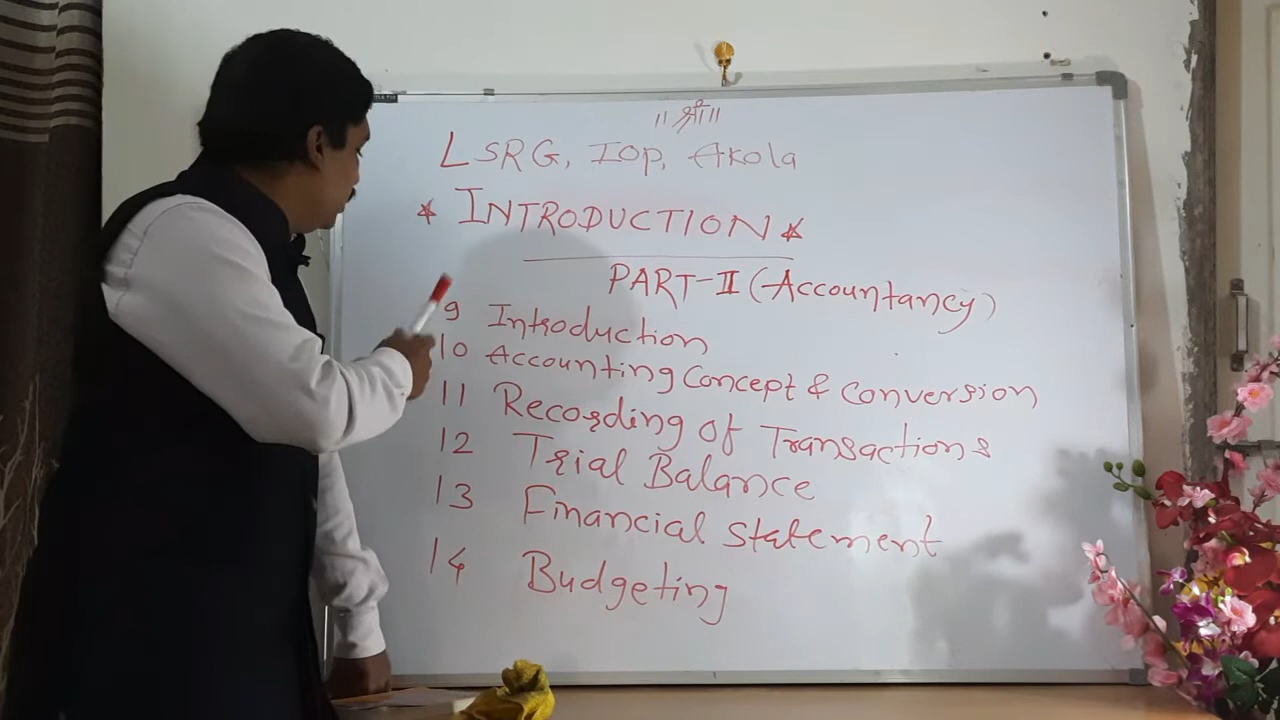 ॥ श्री ॥
LSRG, IOP, Akola
* INTRODUCTION *
PART-II (Accountancy)
9 Introduction
10 Accounting Concept & Conversion
11 Recording of Transactions
12 Trial Balance
13 Financial Statement
14 Budgeting